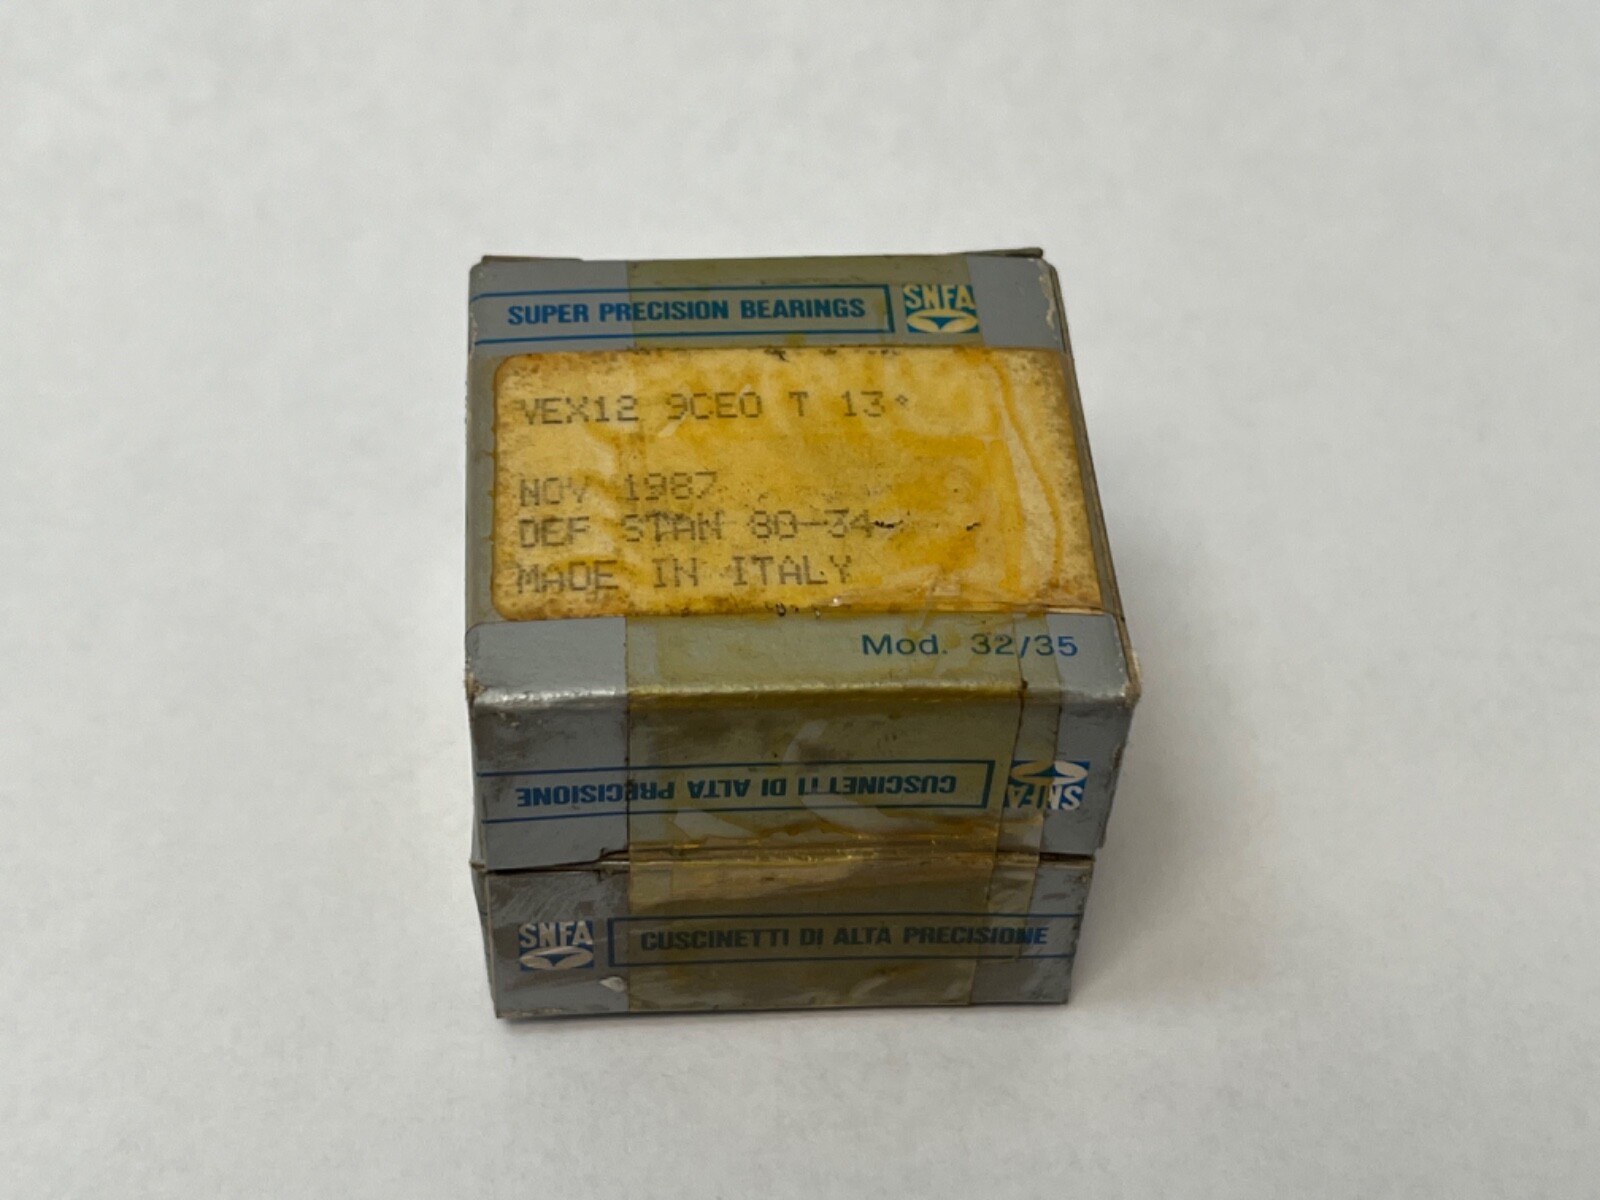 SUPER PRECISION BEARINGS SNFA
VEX12 9CE0 T 13°
NOV 1987
DEF STAN 80-34
MADE IN ITALY
Mod. 32/35
CUSCINETTI DI ALTA PRECISIONE SNFA
SNFA CUSCINETTI DI ALTA PRECISIONE